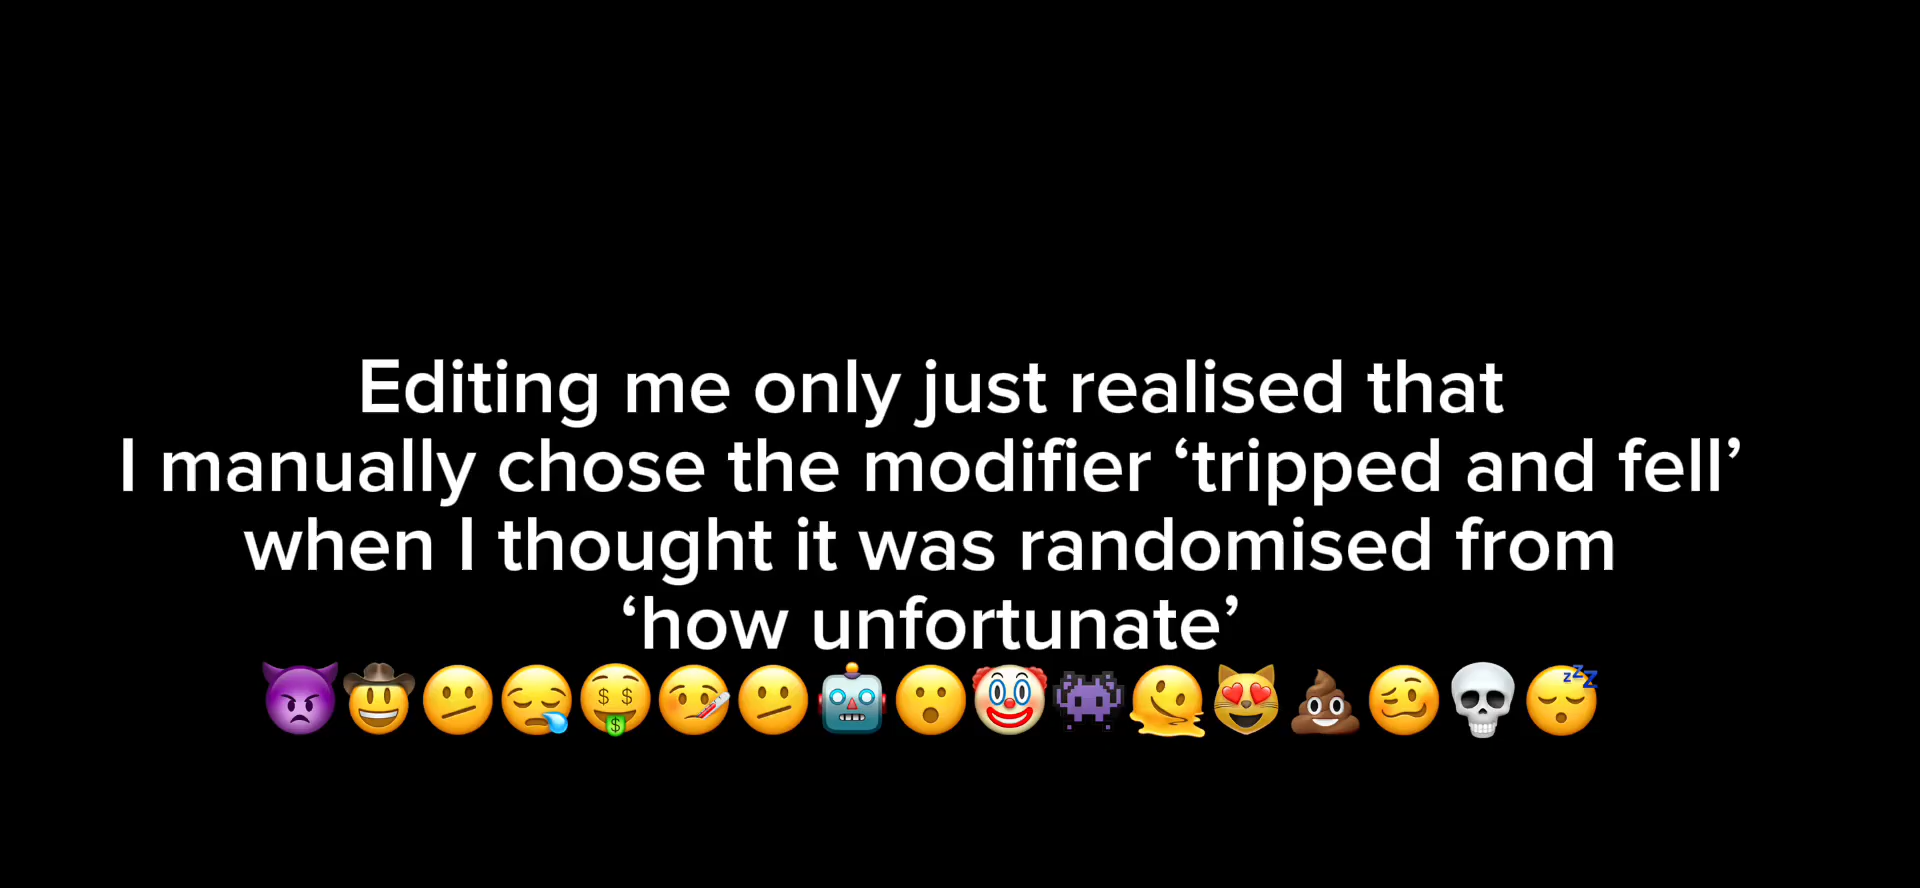 Editing me only just realised that
I manually chose the modifier ‘tripped and fell’
when I thought it was randomised from
‘how unfortunate’
👿🤠🫤😪🤑🤒🫤🤖😮🤡👾🫠😻💩🥴💀😴